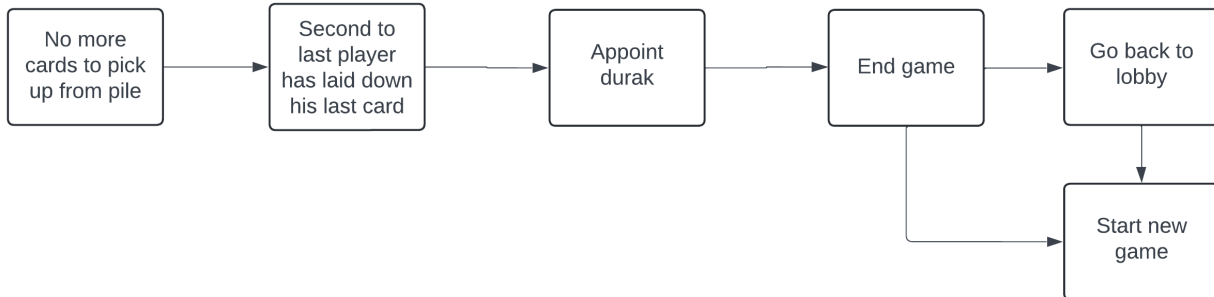 No more
cards to pick
up from pile
Second to
last player
has laid down
his last card
Appoint
durak
End game
Go back to
lobby
Start new
game